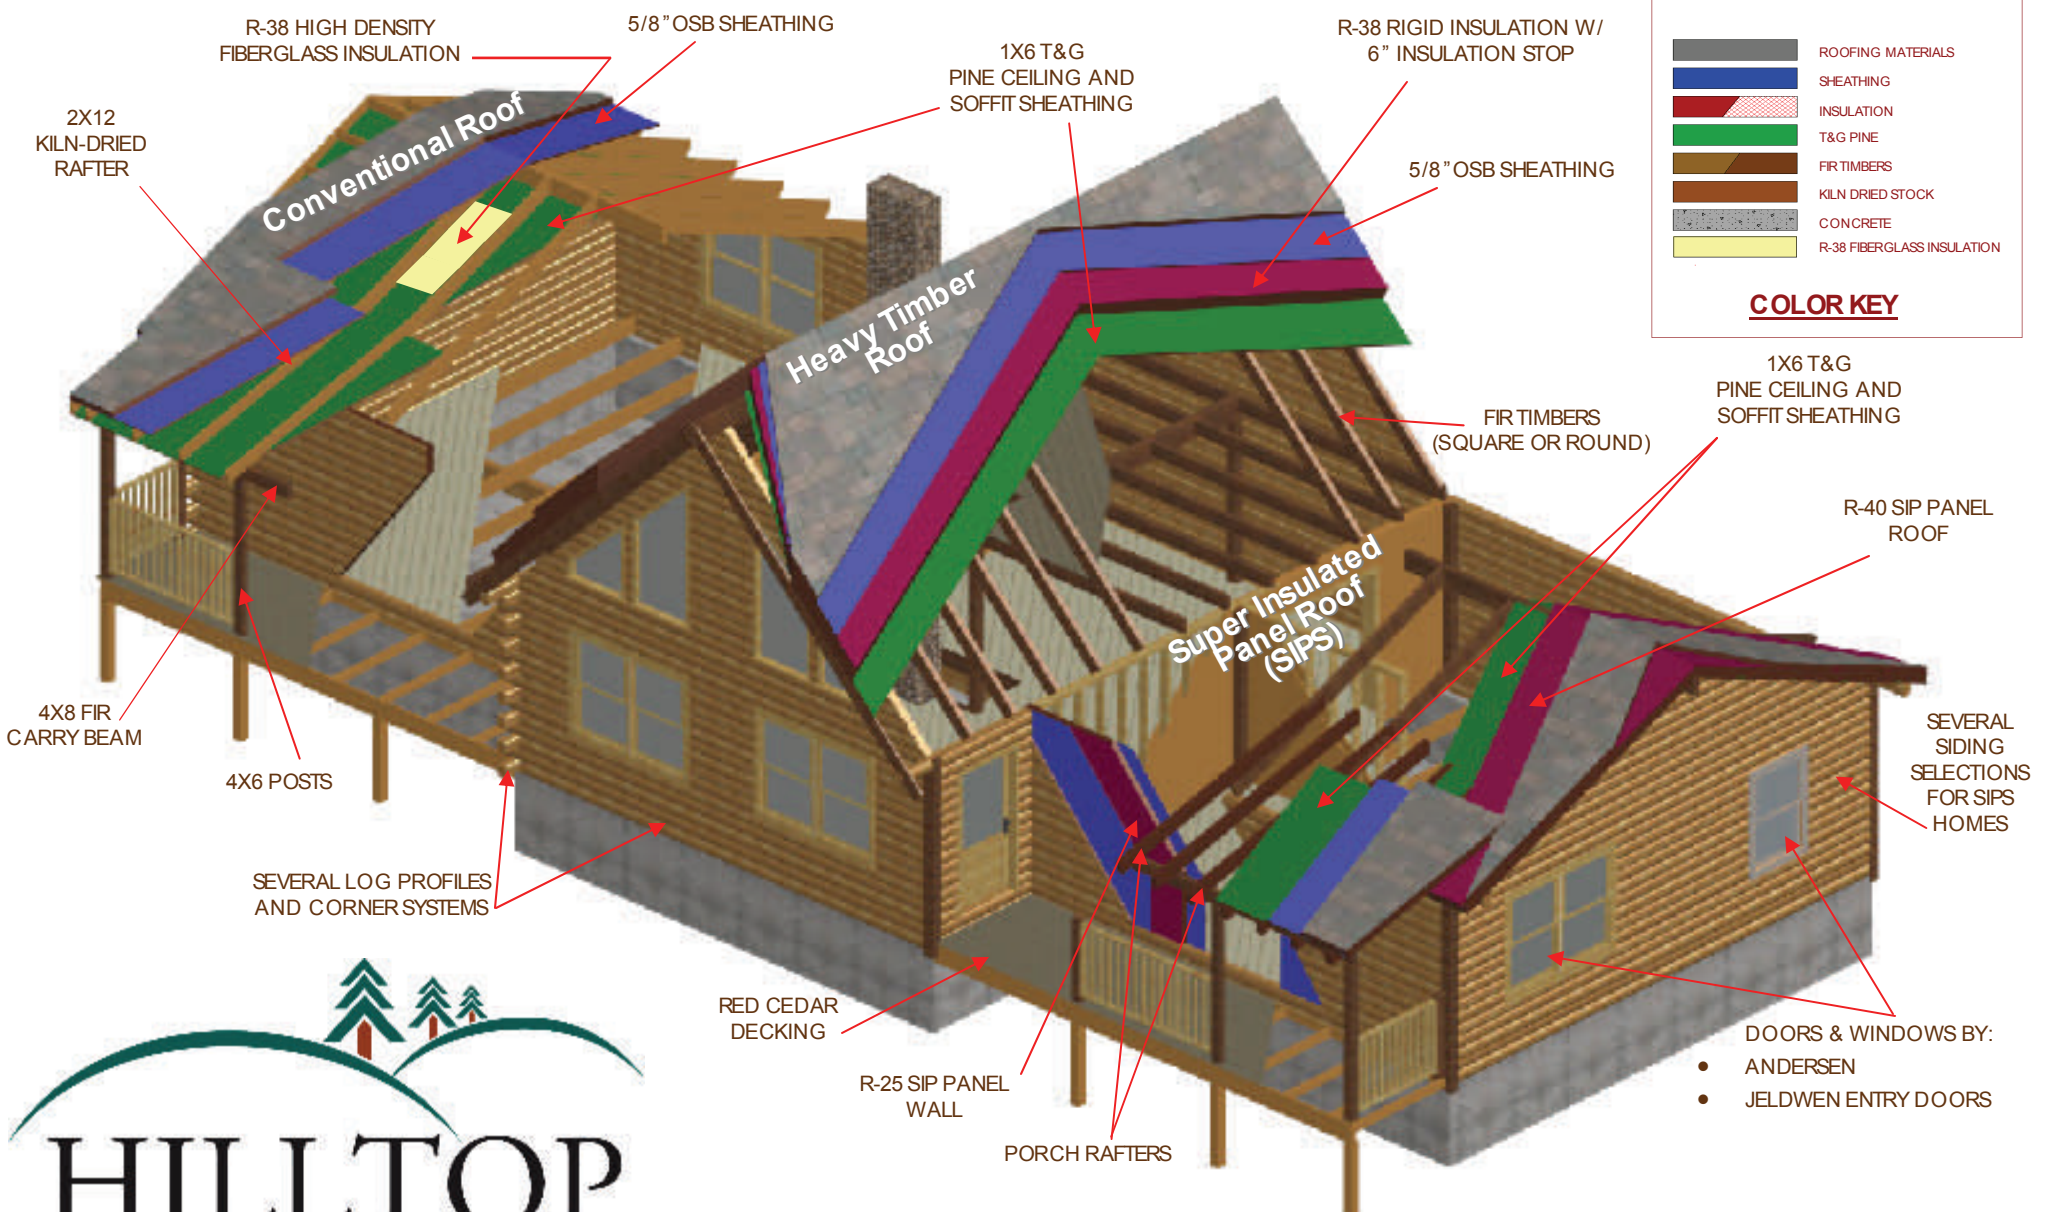 R-38 HIGH DENSITY
FIBERGLASS INSULATION
5/8" OSB SHEATHING
1X6 T&G
PINE CEILING AND
SOFFIT SHEATHING
R-38 RIGID INSULATION W/
6" INSULATION STOP
2X12
KILN-DRIED
RAFTER
Conventional Roof
5/8" OSB SHEATHING
ROOFING MATERIALS
SHEATHING
INSULATION
T&G PINE
FIR TIMBERS
KILN DRIED STOCK
CONCRETE
R-38 FIBERGLASS INSULATION
COLOR KEY
Heavy Timber
Roof
FIR TIMBERS
(SQUARE OR ROUND)
1X6 T&G
PINE CEILING AND
SOFFIT SHEATHING
R-40 SIP PANEL
ROOF
Super Insulated
Panel Roof
(SIPS)
4X8 FIR
CARRY BEAM
4X6 POSTS
SEVERAL
SIDING
SELECTIONS
FOR SIPS
HOMES
SEVERAL LOG PROFILES
AND CORNER SYSTEMS
RED CEDAR
DECKING
R-25 SIP PANEL
WALL
PORCH RAFTERS
DOORS & WINDOWS BY:
• ANDERSEN
• JELDWEN ENTRY DOORS
HILLTOP